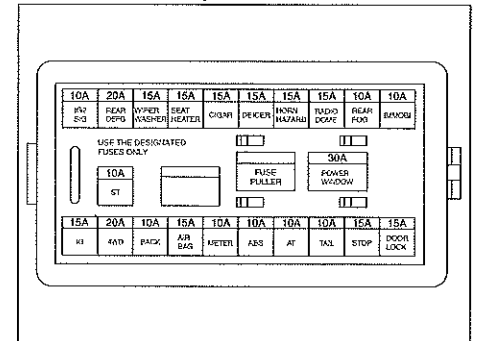 10A 20A 15A 15A 15A 15A 15A 15A 10A 10A
IG2 SIG REAR DEFG WIPER WASHER SEAT HEATER CIGAR DEICER HORN HAZARD RADIO DOME REAR FOG IMMOBI
USE THE DESIGNATED
FUSES ONLY
10A
ST
FUSE
PULLER
30A
POWER
WINDOW
15A 20A 10A 15A 10A 10A 10A 10A 15A 15A
IG 4WD BACK AIR BAG METER ABS AT TAIL STOP DOOR LOCK